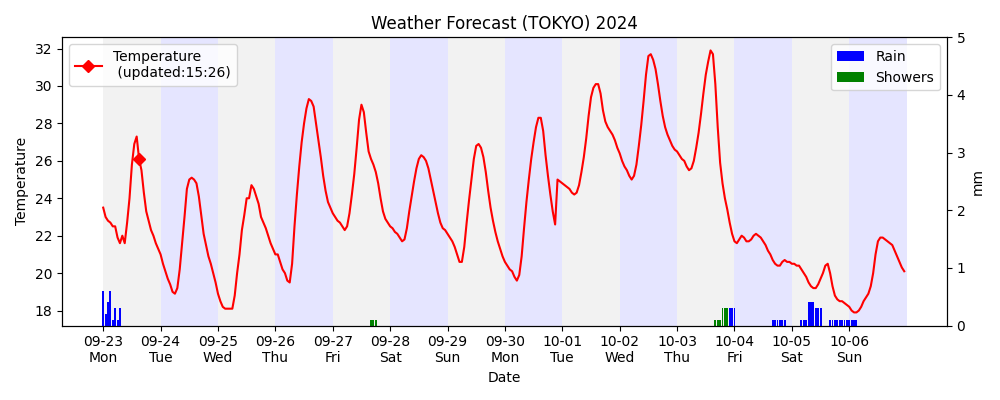 Weather Forecast (TOKYO) 2024
Temperature
(updated:15:26)
Rain
Showers
Temperature
32
30
28
26
24
22
20
18
5
4
3
2
1
0
mm
09-23 09-24 09-25 09-26 09-27 09-28 09-29 09-30 10-01 10-02 10-03 10-04 10-05 10-06
Mon Tue Wed Thu Fri Sat Sun Mon Tue Wed Thu Fri Sat Sun
Date